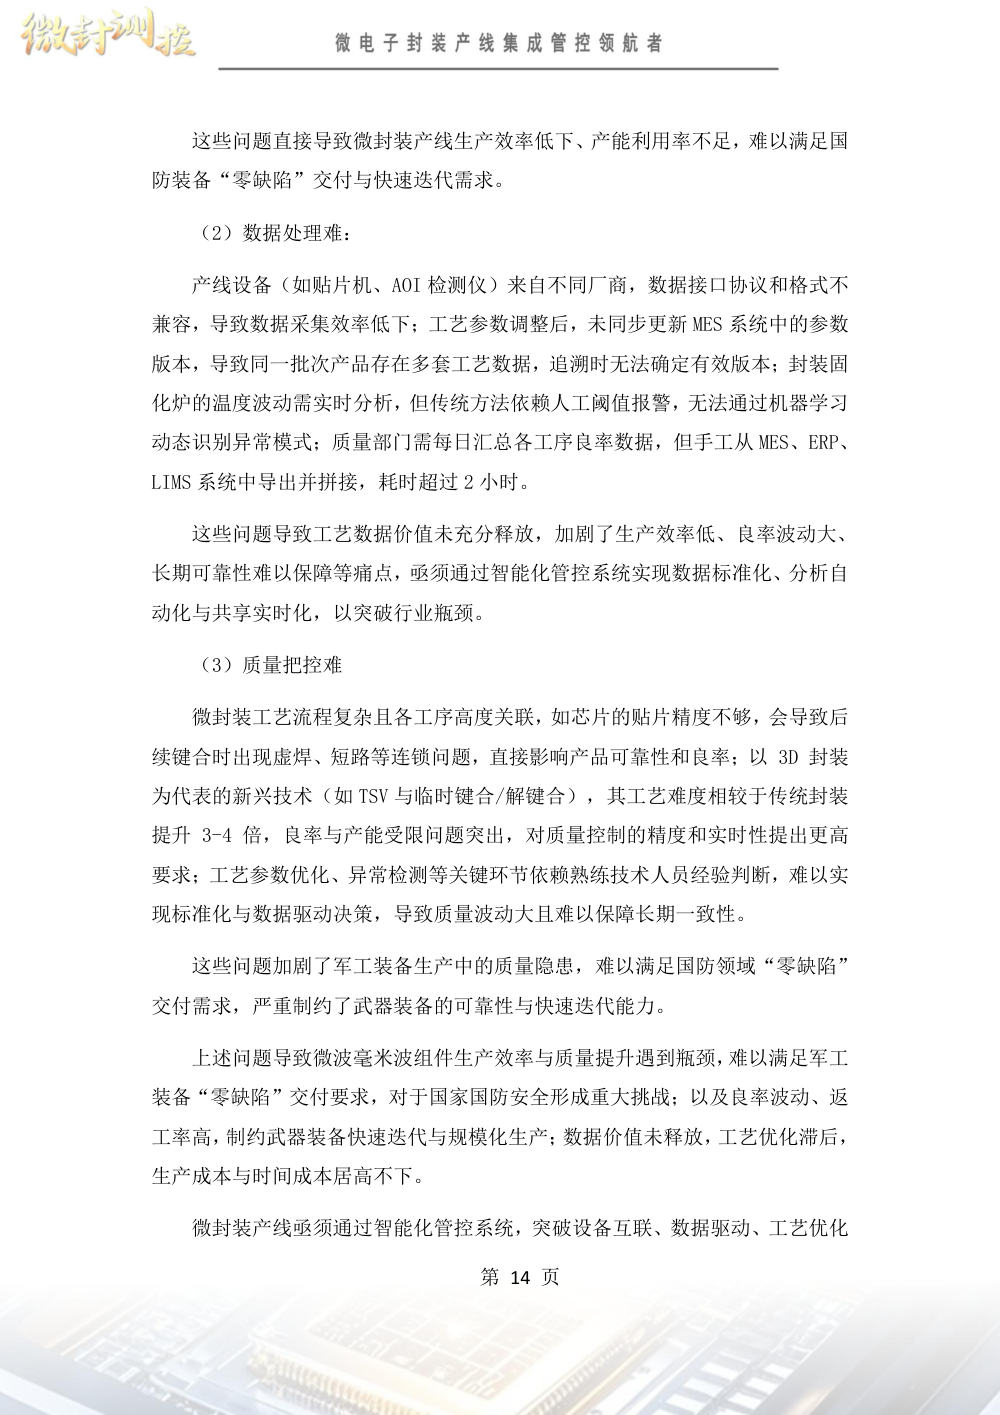 微封测控
微电子封装产线集成管控领航者
这些问题直接导致微封装产线生产效率低下、产能利用率不足，难以满足国
防装备“零缺陷”交付与快速迭代需求。
（2）数据处理难：
产线设备（如贴片机、AOI 检测仪）来自不同厂商，数据接口协议和格式不
兼容，导致数据采集效率低下；工艺参数调整后，未同步更新 MES 系统中的参数
版本，导致同一批次产品存在多套工艺数据，追溯时无法确定有效版本；封装固
化炉的温度波动需实时分析，但传统方法依赖人工阈值报警，无法通过机器学习
动态识别异常模式；质量部门需每日汇总各工序良率数据，但手工从 MES、ERP、
LIMS 系统中导出并拼接，耗时超过 2 小时。
这些问题导致工艺数据价值未充分释放，加剧了生产效率低、良率波动大、
长期可靠性难以保障等痛点，亟须通过智能化管控系统实现数据标准化、分析自
动化与共享实时化，以突破行业瓶颈。
（3）质量把控难
微封装工艺流程复杂且各工序高度关联，如芯片的贴片精度不够，会导致后
续键合时出现虚焊、短路等连锁问题，直接影响产品可靠性和良率；以 3D 封装
为代表的新兴技术（如 TSV 与临时键合/解键合），其工艺难度相较于传统封装
提升 3-4 倍，良率与产能受限问题突出，对质量控制的精度和实时性提出更高
要求；工艺参数优化、异常检测等关键环节依赖熟练技术人员经验判断，难以实
现标准化与数据驱动决策，导致质量波动大且难以保障长期一致性。
这些问题加剧了军工装备生产中的质量隐患，难以满足国防领域“零缺陷”
交付需求，严重制约了武器装备的可靠性与快速迭代能力。
上述问题导致微波毫米波组件生产效率与质量提升遇到瓶颈，难以满足军工
装备“零缺陷”交付要求，对于国家国防安全形成重大挑战；以及良率波动、返
工率高，制约武器装备快速迭代与规模化生产；数据价值未释放，工艺优化滞后，
生产成本与时间成本居高不下。
微封装产线亟须通过智能化管控系统，突破设备互联、数据驱动、工艺优化
第 14 页